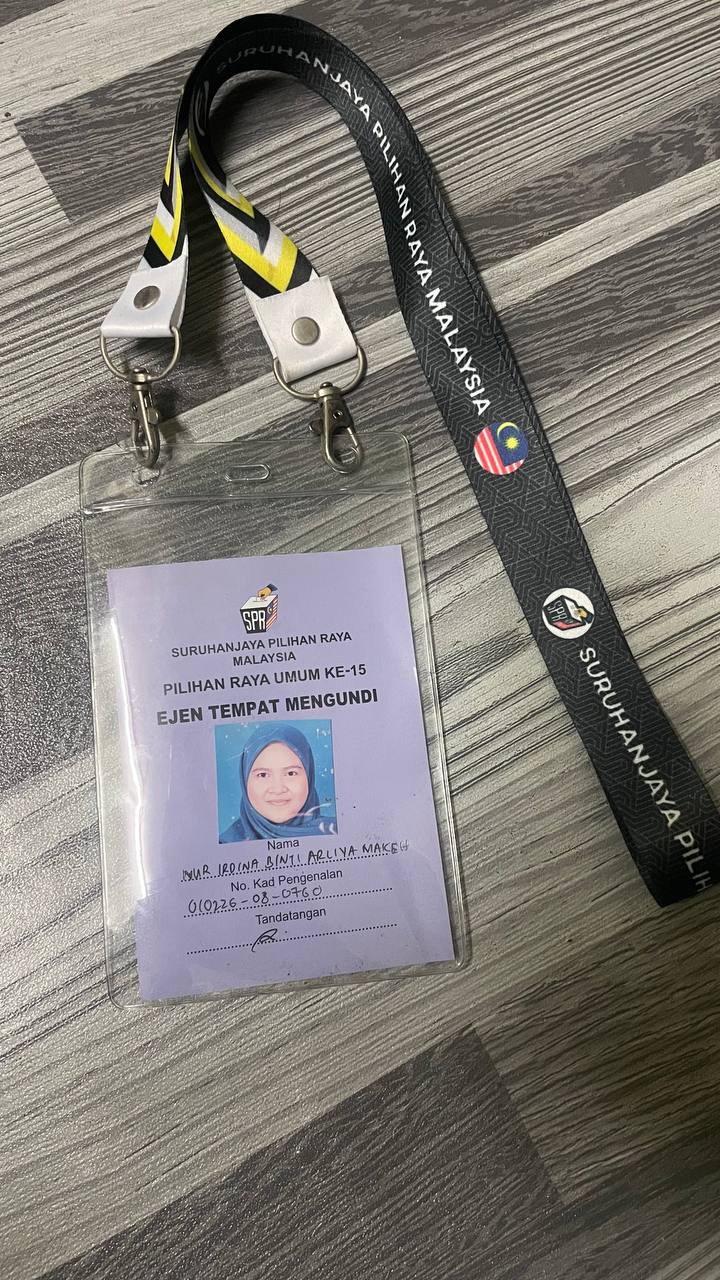 SURUHANJAYA PILIHAN RAYA MALAYSIA
SPR
SURUHANJAYA PILIH
SPR
SURUHANJAYA PILIHAN RAYA
MALAYSIA
PILIHAN RAYA UMUM KE-15
EJEN TEMPAT MENGUNDI
Nama
NUR IRDINA BINTI ARLIYA MAKEH
No. Kad Pengenalan
010226-08-0760
Tandatangan